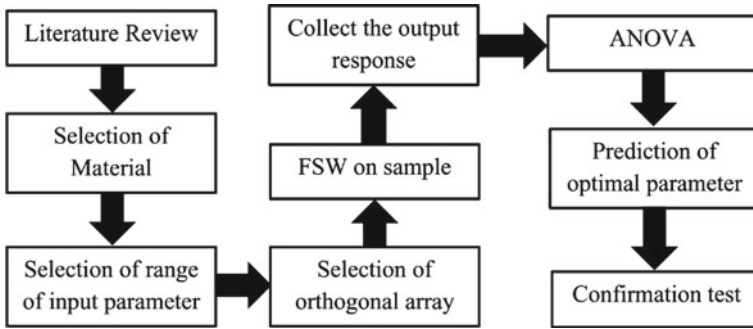 Literature Review
Selection of
Material
Selection of range
of input parameter
Selection of
orthogonal array
FSW on sample
Collect the output
response
ANOVA
Prediction of
optimal parameter
Confirmation test